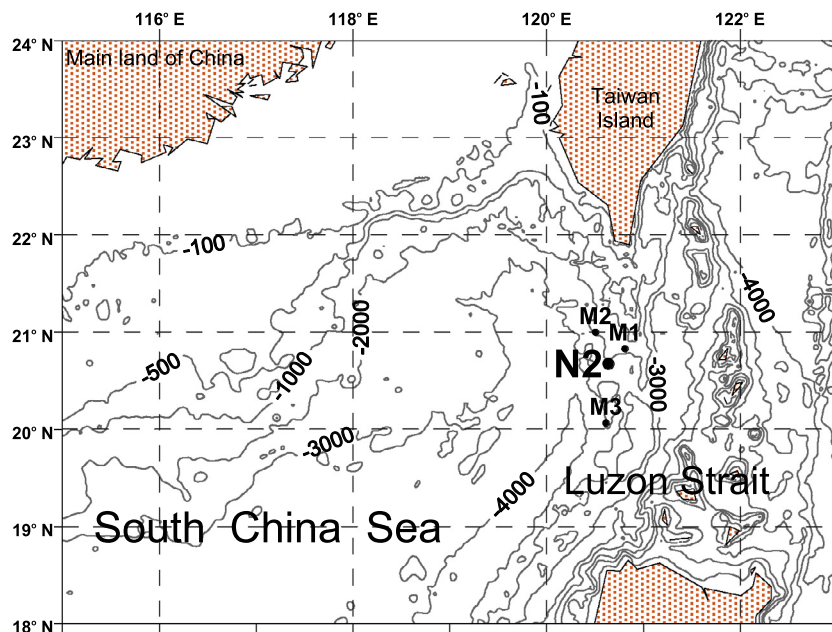 116° E 118° E 120° E 122° E
24° N
Main land of China
-100
Taiwan
Island
23° N
22° N
-100
-4000
M2
M1
21° N
-2000
N2
-500
-1000
-3000
M3
20° N
-3000
Luzon Strait
-4000
South China Sea
19° N
18° N